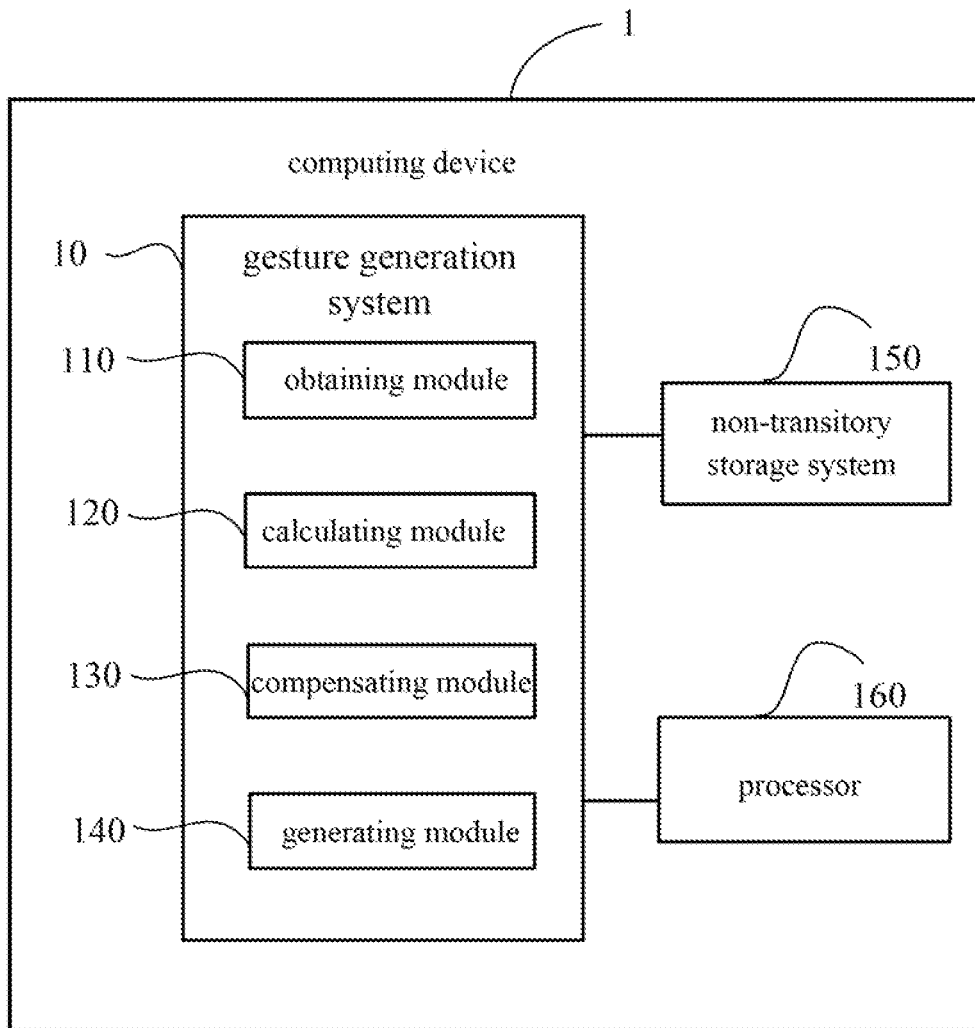 1
computing device
10
gesture generation
system
110
obtaining module
150
non-transitory
storage system
120
calculating module
130
compensating module
160
processor
140
generating module